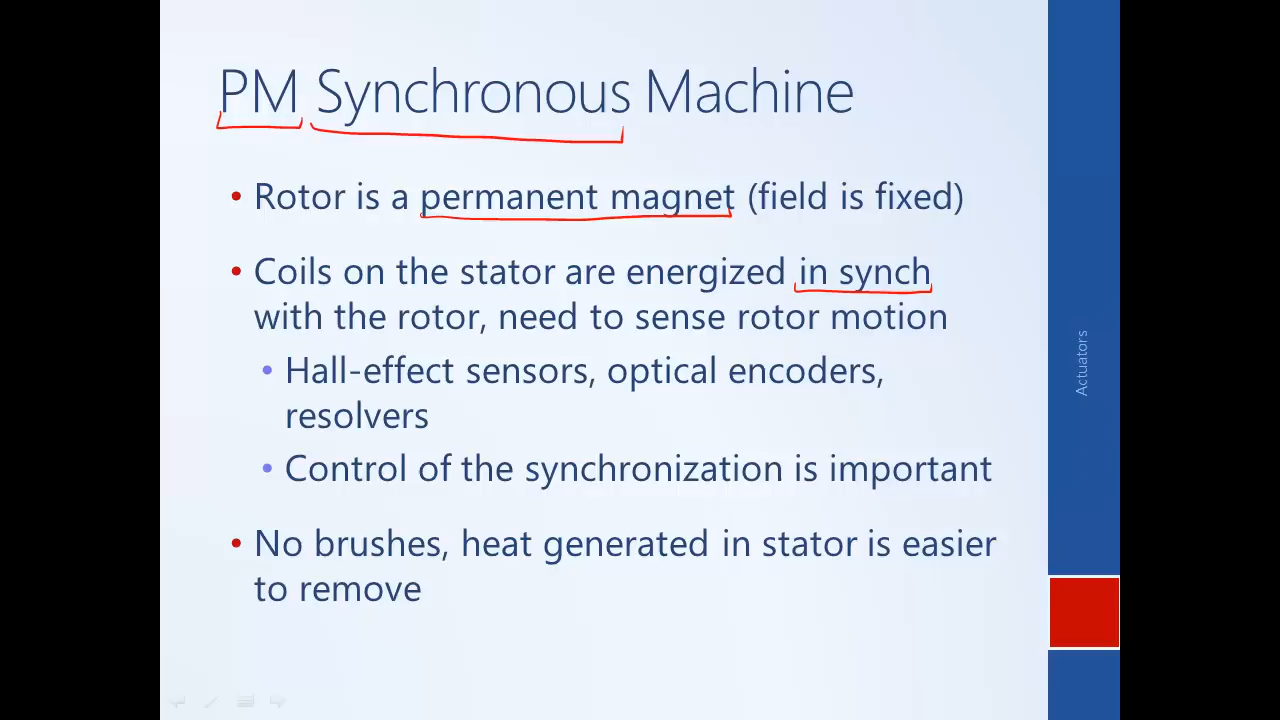 PM Synchronous Machine
• Rotor is a permanent magnet (field is fixed)
• Coils on the stator are energized in synch
with the rotor, need to sense rotor motion
• Hall-effect sensors, optical encoders,
resolvers
• Control of the synchronization is important
• No brushes, heat generated in stator is easier
to remove
Actuators